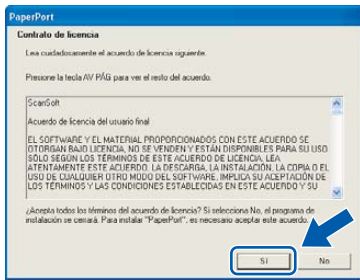 PaperPort
Contrato de licencia
Lea cuidadosamente el acuerdo de licencia siguiente.
Presione la tecla AV PÁG para ver el resto del acuerdo.
ScanSoft
Acuerdo de licencia del usuario final
EL SOFTWARE Y EL MATERIAL PROPORCIONADOS CON ESTE ACUERDO SE
OTORGAN BAJO LICENCIA, NO SE VENDEN Y ESTÁN DISPONIBLES PARA SU USO
SÓLO SEGÚN LOS TÉRMINOS DE ESTE ACUERDO DE LICENCIA. LEA
ATENTAMENTE ESTE ACUERDO. LA DESCARGA, LA INSTALACIÓN, LA COPIA O EL
USO DE CUALQUIER OTRO MODO DEL SOFTWARE, IMPLICA SU ACEPTACIÓN DE
LOS TÉRMINOS Y LAS CONDICIONES ESTABLECIDAS EN ESTE ACUERDO Y SU
¿Acepta todos los términos del acuerdo de licencia? Si selecciona No, el programa de
instalación se cerrará. Para instalar "PaperPort", es necesario aceptar este acuerdo.
Sí No